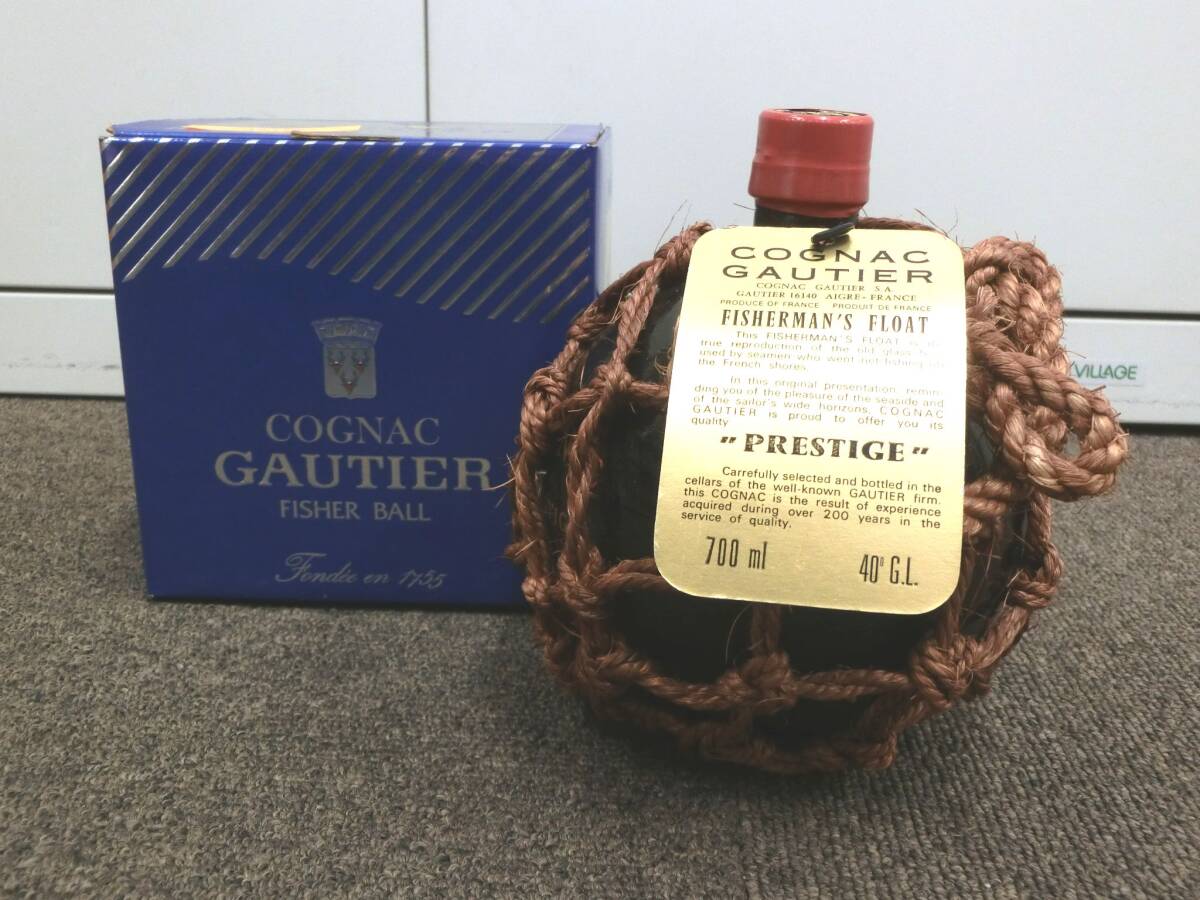 COGNAC
GAUTIER
FISHER BALL
Fondée en 1755
COGNAC
GAUTIER
COGNAC GAUTIER S.A.
GAUTIER 16140 AIGRE - FRANCE
PRODUCE OF FRANCE PRODUIT DE FRANCE
FISHERMAN'S FLOAT
This FISHERMAN'S FLOAT is
true reproduction of the old glass
used by seamen who went fishing
the French shores.
In this original presentation, remin-
ding you of the pleasure of the seaside and
of the sailor's wide horizons, COGNAC
GAUTIER is proud to offer you its
quality
"PRESTIGE"
Carrefully selected and bottled in the
cellars of the well-known GAUTIER firm.
this COGNAC is the result of experience
acquired during over 200 years in the
service of quality.
700 ml 40° G.L.
VILLAGE